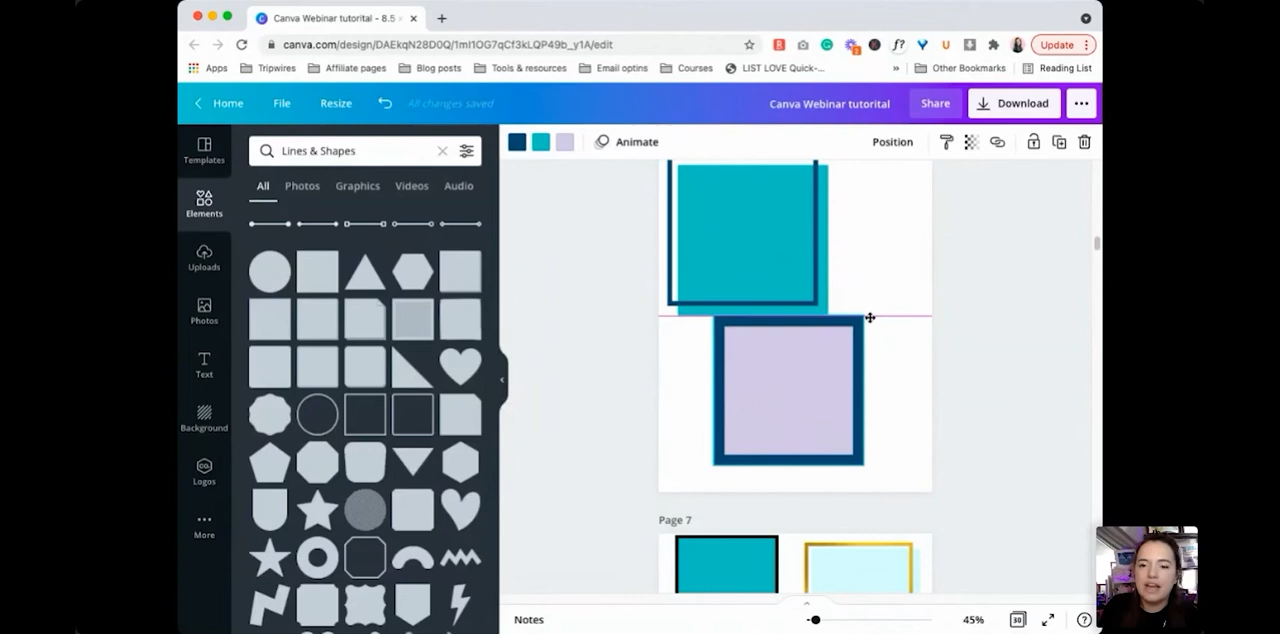 Canva Webinar tutorital - 8.5
canva.com/design/DAEkqN28D0Q/1mI1OG7qCf3kLQP49b_y1A/edit
Update
Apps
Tripwires
Affiliate pages
Blog posts
Tools & resources
Email optins
Courses
LIST LOVE Quick-...
»
Other Bookmarks
Reading List
Home
File
Resize
All changes saved
Canva Webinar tutorital
Share
Download
Templates
Elements
Uploads
Photos
Text
Background
Logos
More
Lines & Shapes
All
Photos
Graphics
Videos
Audio
Animate
Position
Page 7
Notes
45%
30